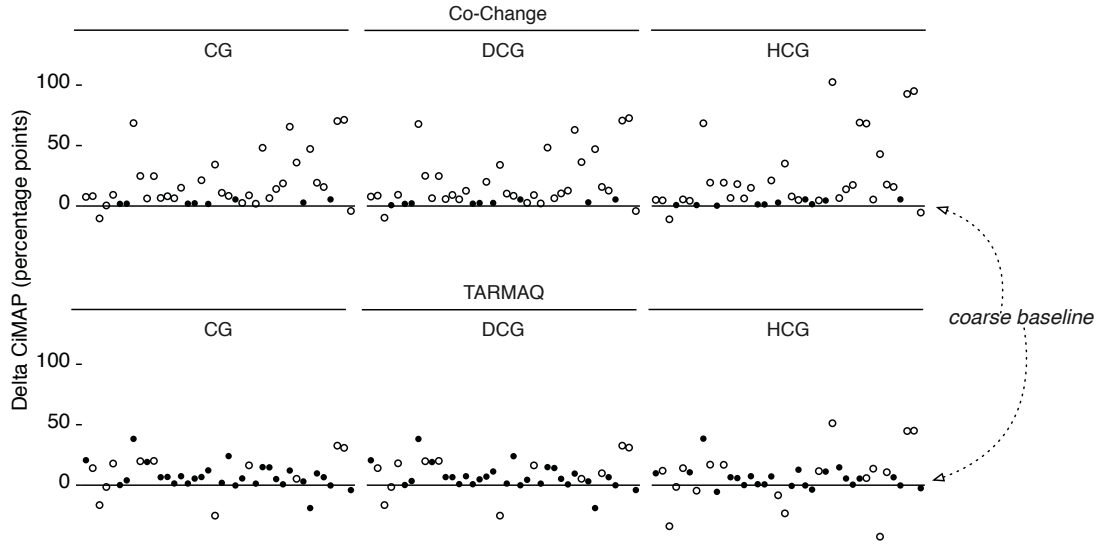 Co-Change
CG DCG HCG
100
50
0
Delta CiMAP (percentage points)
TARMAQ
CG DCG HCG
coarse baseline
100
50
0